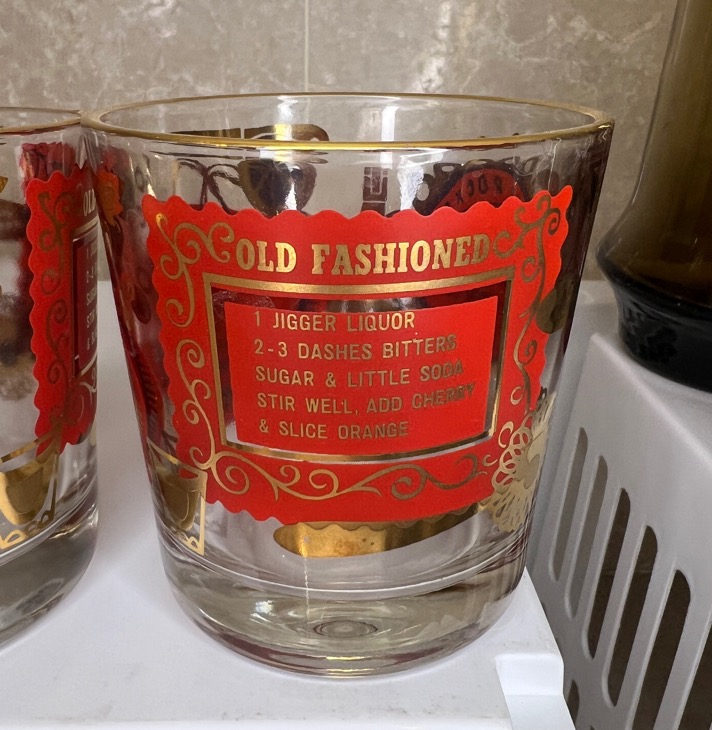 OLD FASHIONED
1 JIGGER LIQUOR
2-3 DASHES BITTERS
SUGAR & LITTLE SODA
STIR WELL, ADD CHERRY
& SLICE ORANGE